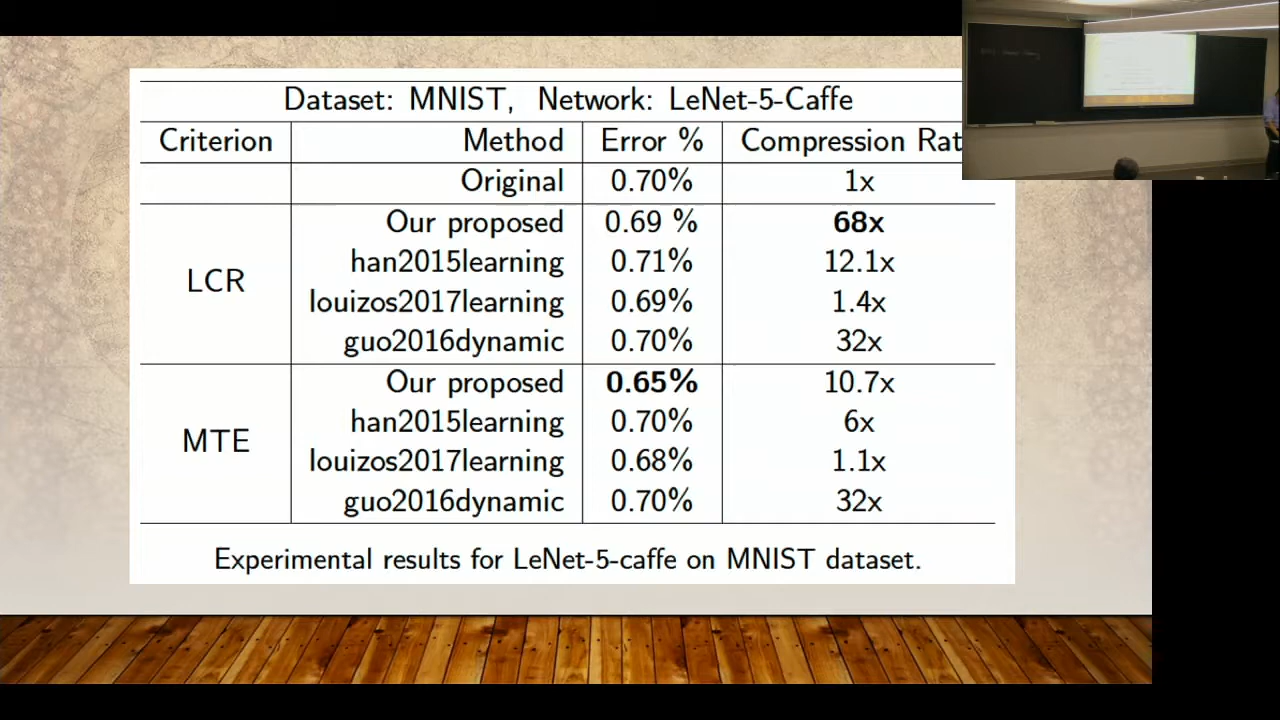 Dataset: MNIST, Network: LeNet-5-Caffe
Criterion Method Error % Compression Rat
Original 0.70% 1x
LCR
Our proposed 0.69 % 68x
han2015learning 0.71% 12.1x
louizos2017learning 0.69% 1.4x
guo2016dynamic 0.70% 32x
MTE
Our proposed 0.65% 10.7x
han2015learning 0.70% 6x
louizos2017learning 0.68% 1.1x
guo2016dynamic 0.70% 32x
Experimental results for LeNet-5-caffe on MNIST dataset.